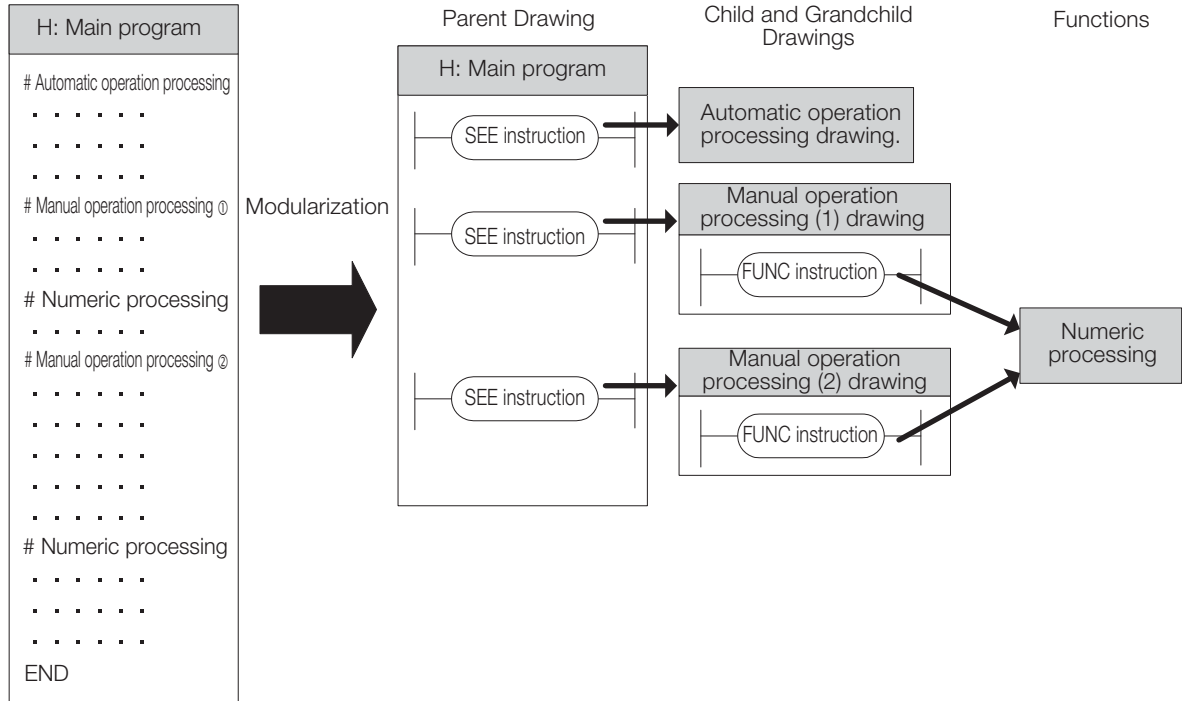 H: Main program
# Automatic operation processing
# Manual operation processing ①
# Numeric processing
# Manual operation processing ②
# Numeric processing
END
Modularization
Parent Drawing
H: Main program
SEE instruction
SEE instruction
SEE instruction
Child and Grandchild
Drawings
Automatic operation
processing drawing.
Manual operation
processing (1) drawing
FUNC instruction
Manual operation
processing (2) drawing
FUNC instruction
Functions
Numeric
processing